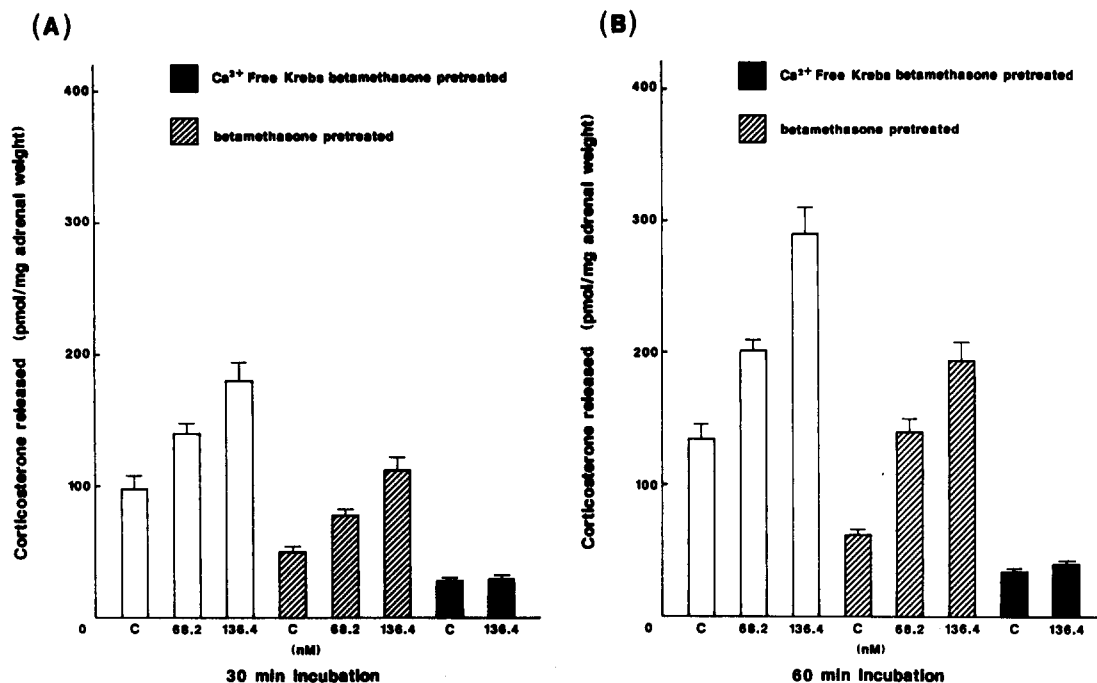 (A)
Ca²⁺ Free Krebs betamethasone pretreated
betamethasone pretreated
Corticosterone released (pmol/mg adrenal weight)
400
300
200
100
0
C 68.2 136.4 C 68.2 136.4 C 136.4
(nM)
30 min incubation
(B)
Ca²⁺ Free Krebs betamethasone pretreated
betamethasone pretreated
Corticosterone released (pmol/mg adrenal weight)
400
300
200
100
0
C 68.2 136.4 C 68.2 136.4 C 136.4
(nM)
60 min incubation